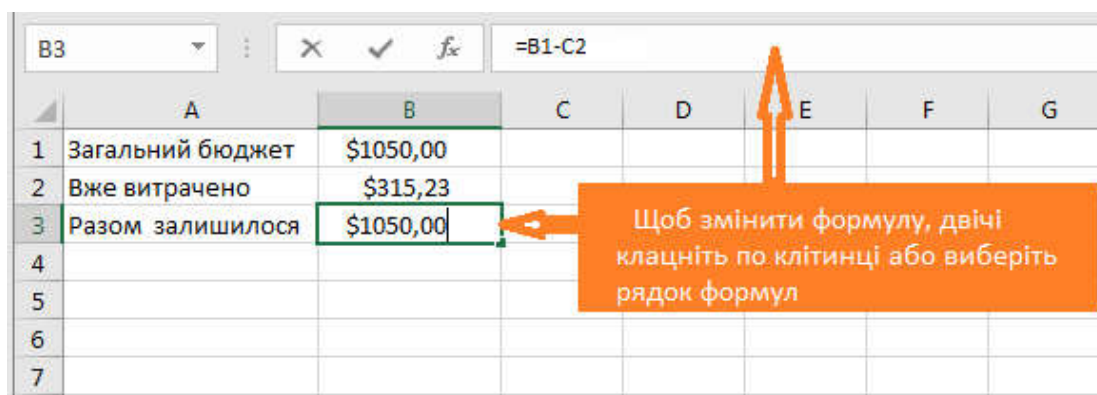 B3 fx =B1-C2
A B C D E F G
1 Загальний бюджет $1050,00
2 Вже витрачено $315,23
3 Разом залишилося $1050,00
4
5
6
7
Щоб змінити формулу, двічі
клацніть по клітинці або виберіть
рядок формул